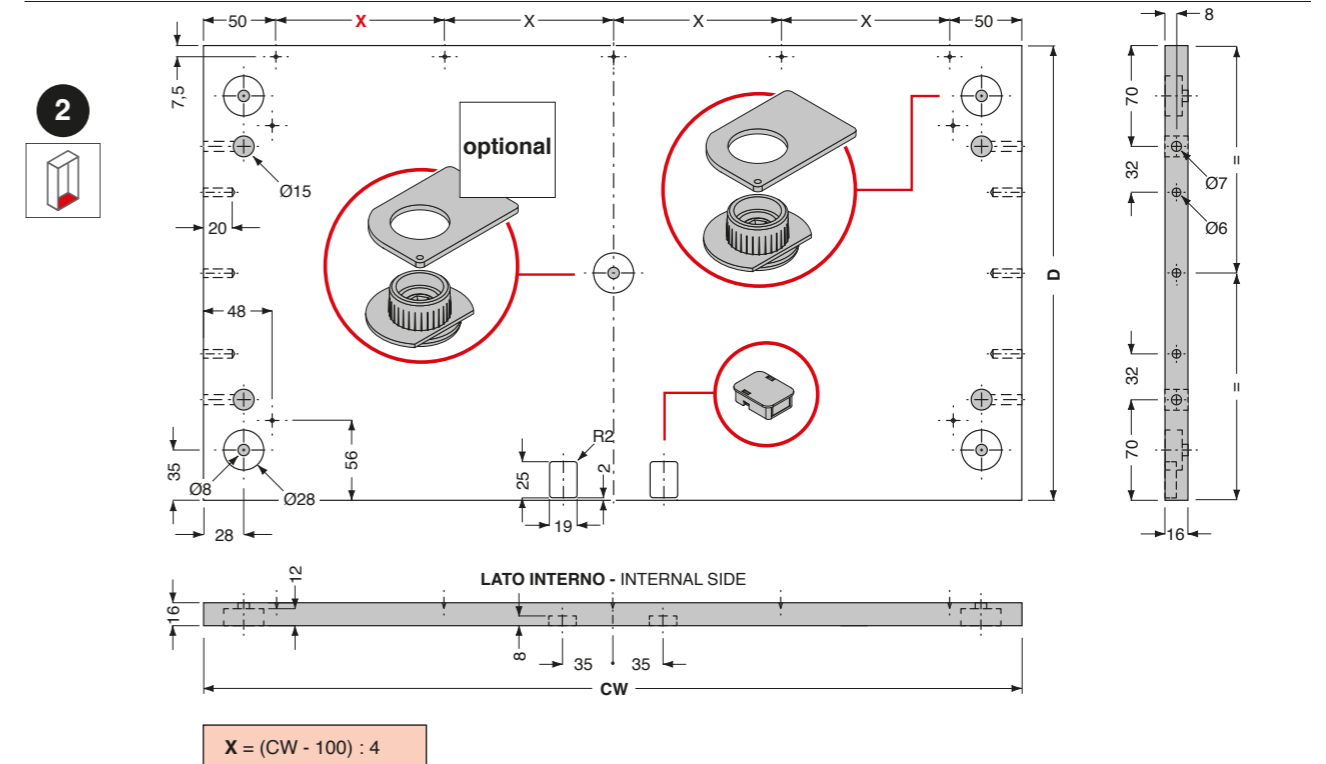 50 X X X X 50
8
7,5
2
optional
Ø15
70
32
Ø7
Ø6
=
20
D
48
32
=
R2
56
25
2
35
Ø8
Ø28
70
19
28
16
LATO INTERNO - INTERNAL SIDE
12
16
8
35 35
CW
X = (CW - 100) : 4